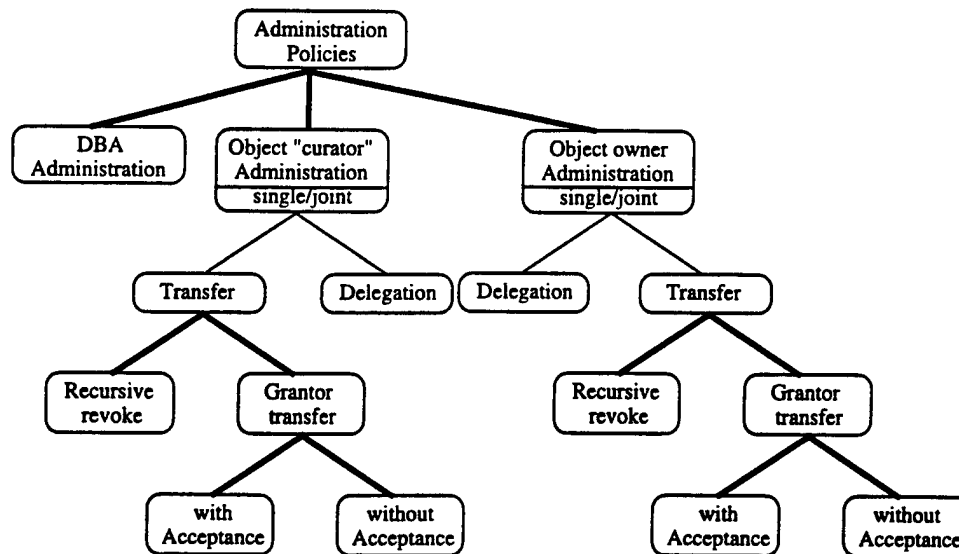 Administration
Policies
DBA
Administration
Object "curator"
Administration
single/joint
Object owner
Administration
single/joint
Transfer
Delegation
Delegation
Transfer
Recursive
revoke
Grantor
transfer
Recursive
revoke
Grantor
transfer
with
Acceptance
without
Acceptance
with
Acceptance
without
Acceptance